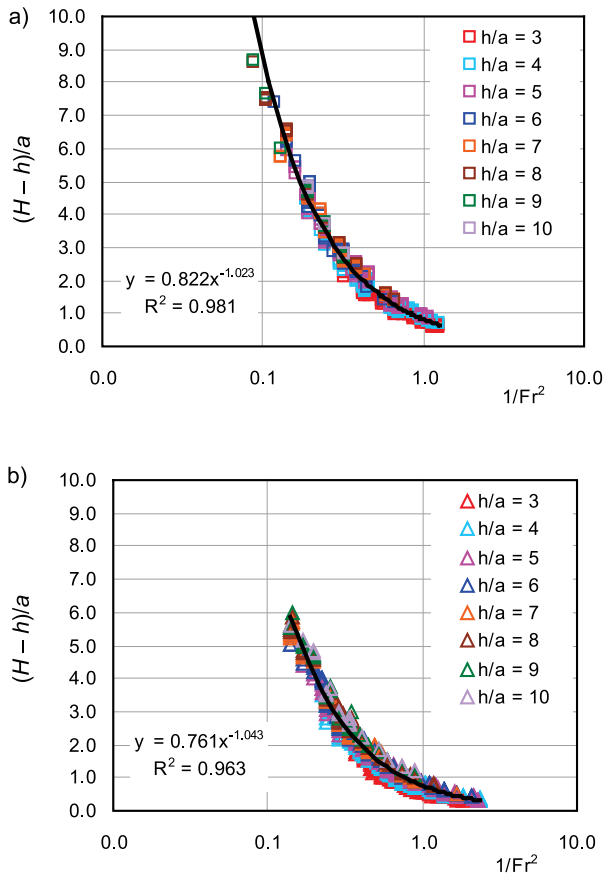 a)
10.0
9.0
8.0
7.0
6.0
5.0
4.0
3.0
2.0
1.0
0.0
(H – h)/a
h/a = 3
h/a = 4
h/a = 5
h/a = 6
h/a = 7
h/a = 8
h/a = 9
h/a = 10
y = 0.822x^-1.023
R² = 0.981
0.0 0.1 1.0 10.0
1/Fr²
b)
10.0
9.0
8.0
7.0
6.0
5.0
4.0
3.0
2.0
1.0
0.0
(H – h)/a
h/a = 3
h/a = 4
h/a = 5
h/a = 6
h/a = 7
h/a = 8
h/a = 9
h/a = 10
y = 0.761x^-1.043
R² = 0.963
0.0 0.1 1.0 10.0
1/Fr²